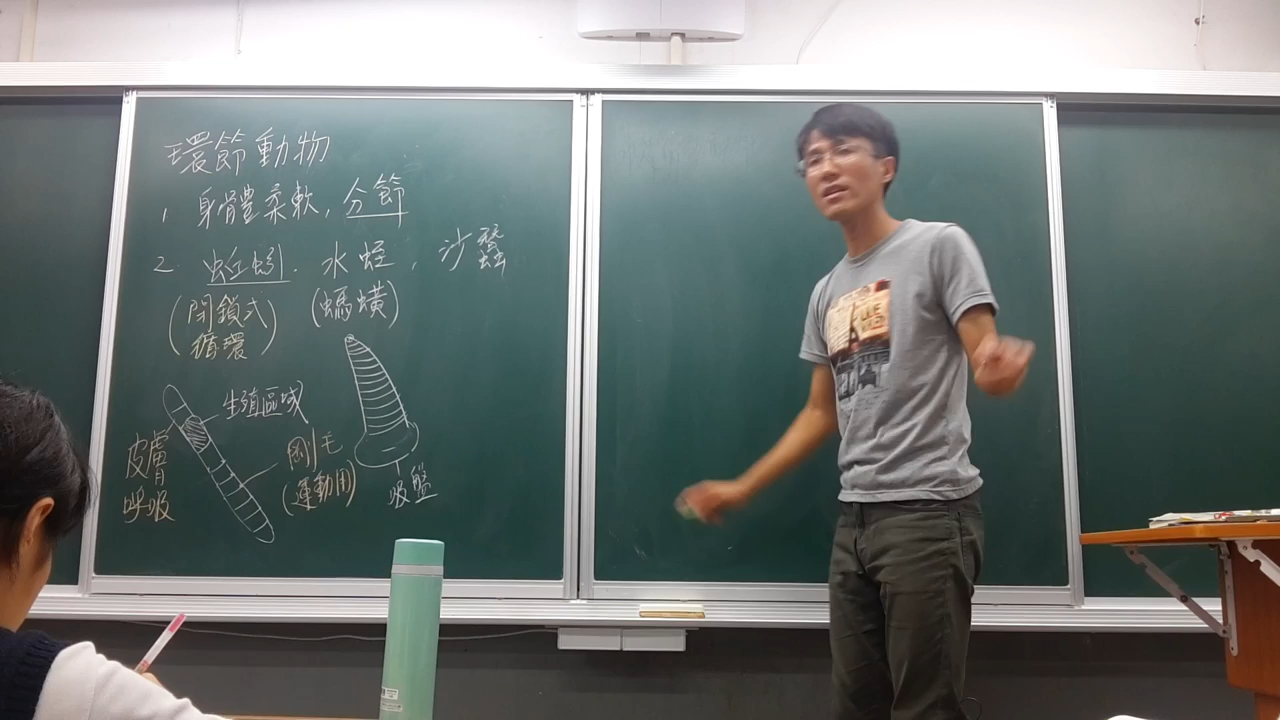 環節動物
1. 身體柔軟, 分節
2. 蚯蚓. 水蛭, 沙蠶
(閉鎖式循環)
(螞蟥)
生殖區域
皮膚呼吸
剛毛
(運動用)
吸盤